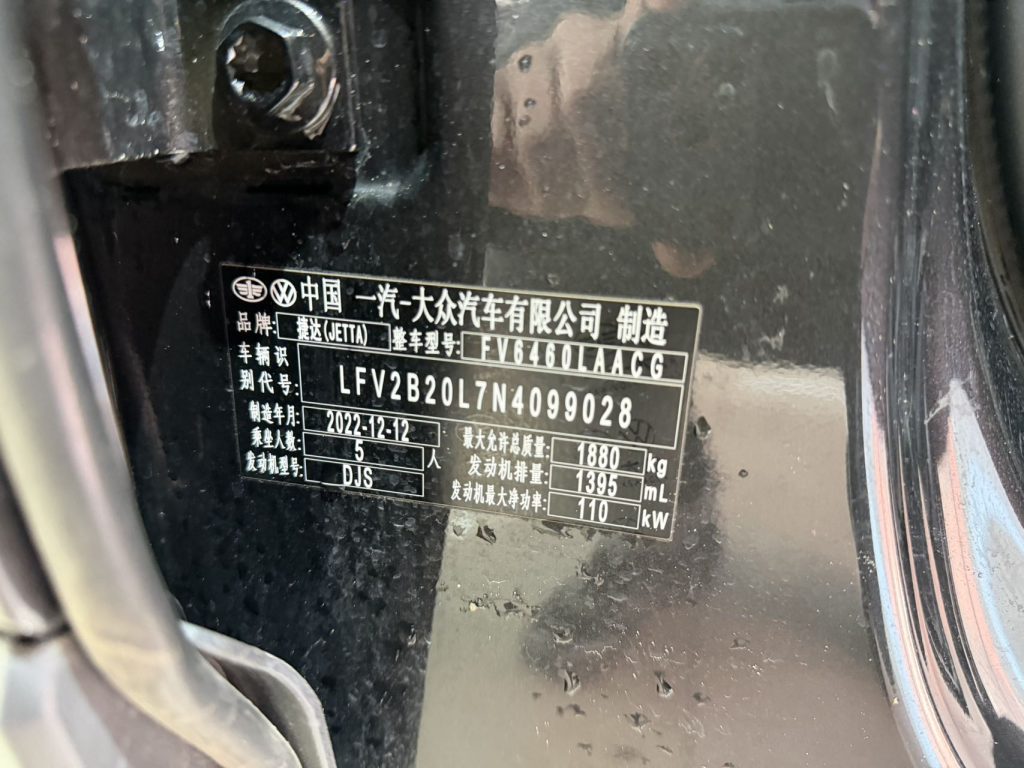 中国 一汽-大众汽车有限公司 制造
品牌: 捷达(JETTA) 整车型号: FV6460LAACG
车辆识别代号: LFV2B20L7N4099028
制造年月: 2022-12-12 最大允许总质量: 1880 kg
乘坐人数: 5 人 发动机排量: 1395 mL
发动机型号: DJS 发动机最大净功率: 110 kW